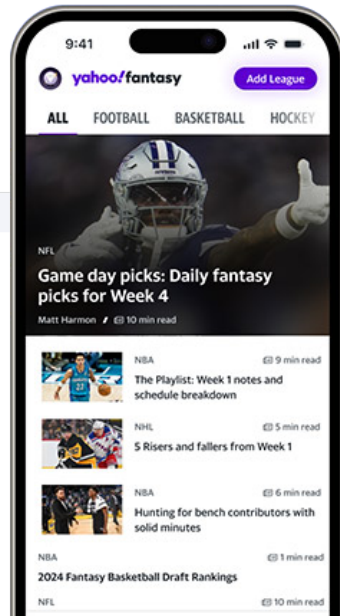 9:41
yahoo!fantasy
Add League
ALL FOOTBALL BASKETBALL HOCKEY
NFL
Game day picks: Daily fantasy
picks for Week 4
Matt Harmon / 10 min read
NBA 9 min read
The Playlist: Week 1 notes and
schedule breakdown
NHL 5 min read
5 Risers and fallers from Week 1
NBA 6 min read
Hunting for bench contributors with
solid minutes
NBA 1 min read
2024 Fantasy Basketball Draft Rankings
NFL 10 min read